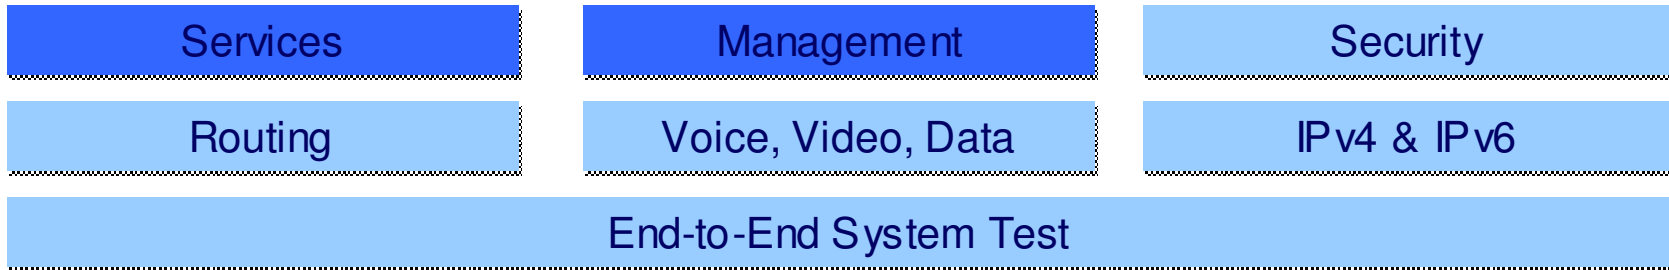 Services Management Security
Routing Voice, Video, Data IPv4 & IPv6
End-to-End System Test